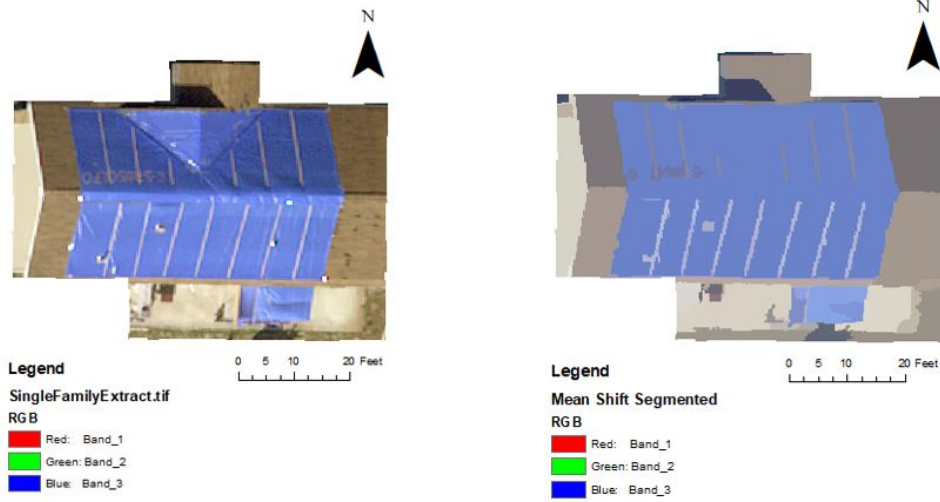 N
N
Legend
SingleFamilyExtract.tif
RGB
Red: Band_1
Green: Band_2
Blue: Band_3
0 5 10 20 Feet
Legend
Mean Shift Segmented
RGB
Red: Band_1
Green: Band_2
Blue: Band_3
0 5 10 20 Feet